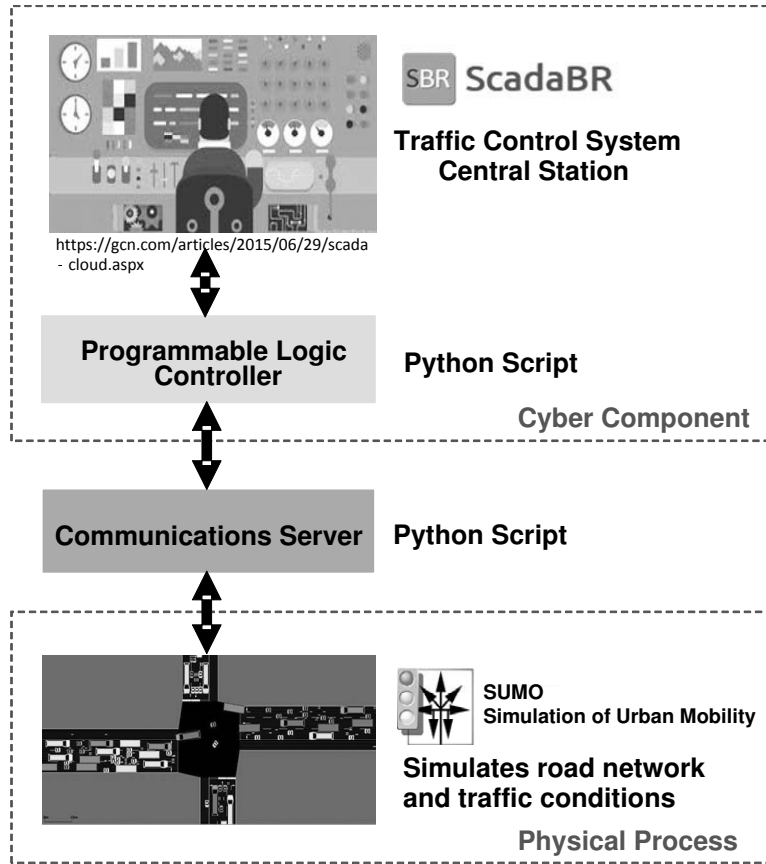 SBR ScadaBR
Traffic Control System
Central Station
https://gcn.com/articles/2015/06/29/scada
- cloud.aspx
Programmable Logic
Controller
Python Script
Cyber Component
Communications Server
Python Script
SUMO
Simulation of Urban Mobility
Simulates road network
and traffic conditions
Physical Process